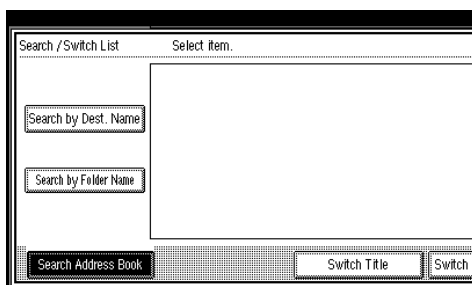 Search / Switch List
Select item.
Search by Dest. Name
Search by Folder Name
Search Address Book
Switch Title
Switch